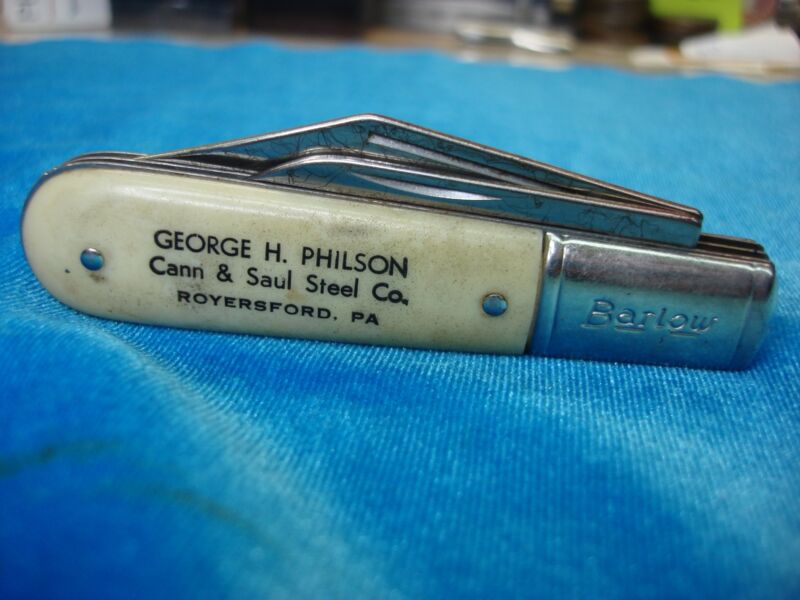 GEORGE H. PHILSON
Cann & Saul Steel Co.
ROYERSFORD, PA
Barlow